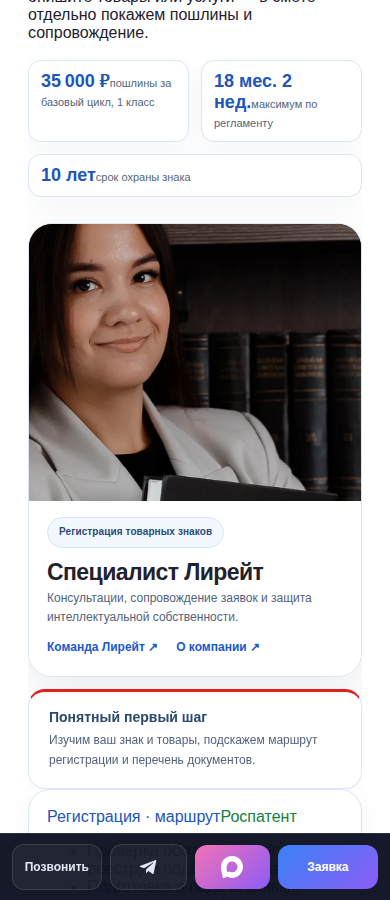 отдельно покажем пошлины и
сопровождение.
35 000 ₽пошлины за
базовый цикл, 1 класс
18 мес. 2
нед.максимум по
регламенту
10 летсрок охраны знака
Регистрация товарных знаков
Специалист Лирейт
Консультации, сопровождение заявок и защита
интеллектуальной собственности.
Команда Лирейт ↗ О компании ↗
Понятный первый шаг
Изучим ваш знак и товары, подскажем маршрут
регистрации и перечень документов.
Регистрация · маршрутРоспатент
Позвонить
Заявка